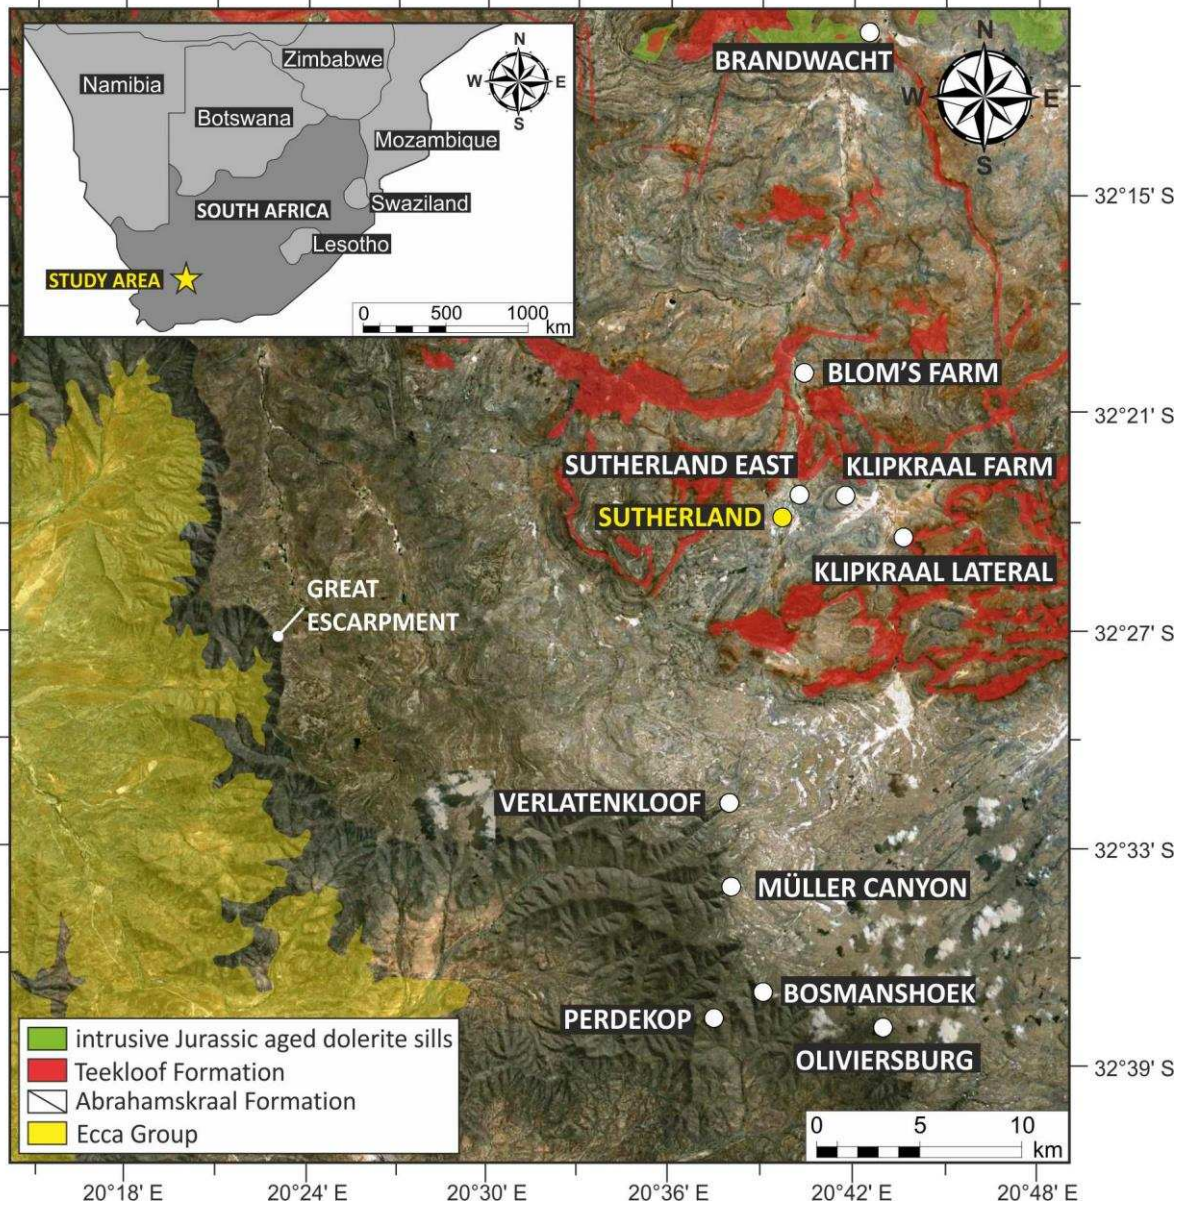 BRANDWACHT
N
W
E
S
Namibia
Zimbabwe
Botswana
Mozambique
SOUTH AFRICA
Swaziland
Lesotho
STUDY AREA
0
500
1000
km
N
W
E
S
32°15' S
BLOM'S FARM
32°21' S
SUTHERLAND EAST
KLIPKRAAL FARM
SUTHERLAND
KLIPKRAAL LATERAL
GREAT
ESCARPMENT
32°27' S
VERLATENKLOOF
32°33' S
MÜLLER CANYON
BOSMANSHOEK
PERDEKOP
OLIVIERSBURG
32°39' S
intrusive Jurassic aged dolerite sills
Teekloof Formation
Abrahamskraal Formation
Ecca Group
0
5
10
km
20°18' E
20°24' E
20°30' E
20°36' E
20°42' E
20°48' E